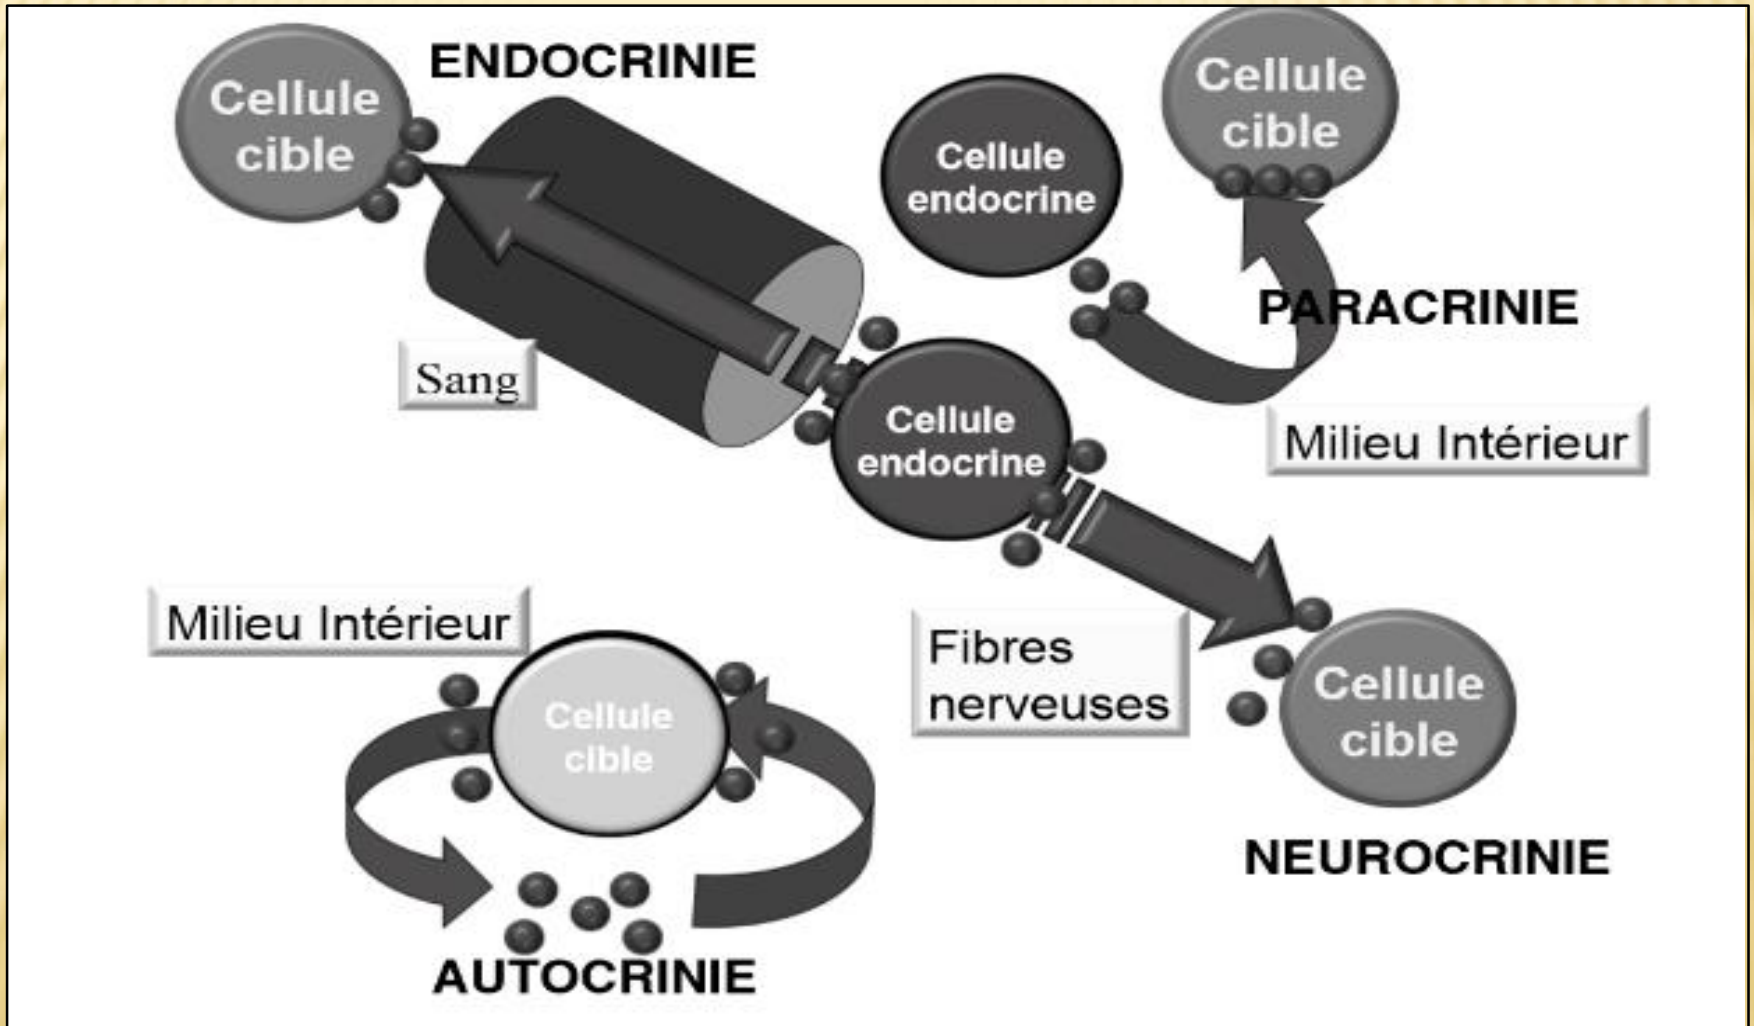 ENDOCRINIE
Cellule
cible
Sang
Cellule
endocrine
Cellule
cible
PARACRINIE
Milieu Intérieur
Cellule
endocrine
Fibres
nerveuses
Cellule
cible
NEUROCRINIE
Milieu Intérieur
Cellule
cible
AUTOCRINIE